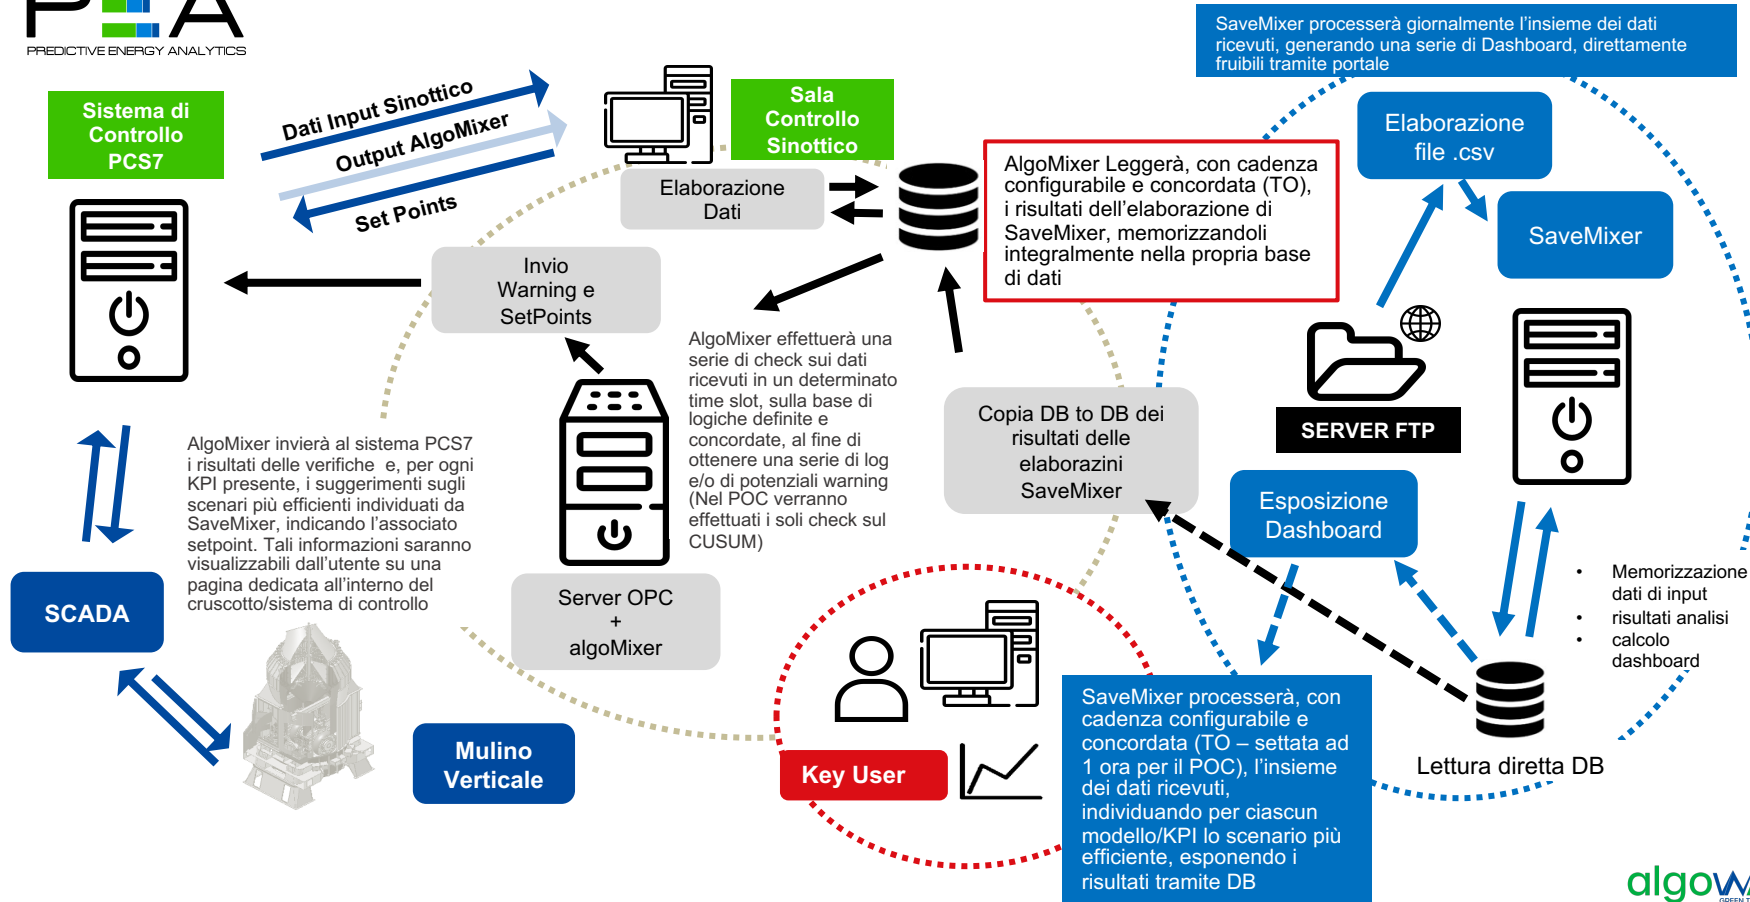 PREDICTIVE ENERGY ANALYTICS
SaveMixer processerà giornalmente l'insieme dei dati
ricevuti, generando una serie di Dashboard, direttamente
fruibili tramite portale
Sistema di
Controllo
PCS7
Dati Input Sinottico
Output AlgoMixer
Set Points
Sala
Controllo
Sinottico
Elaborazione
Dati
AlgoMixer Leggerà, con cadenza
configurabile e concordata (TO),
i risultati dell'elaborazione di
SaveMixer, memorizzandoli
integralmente nella propria base
di dati
Elaborazione
file .csv
SaveMixer
Invio
Warning e
SetPoints
AlgoMixer effettuerà una
serie di check sui dati
ricevuti in un determinato
time slot, sulla base di
logiche definite e
concordate, al fine di
ottenere una serie di log
e/o di potenziali warning
(Nel POC verranno
effettuati i soli check sul
CUSUM)
Copia DB to DB dei
risultati delle
elaborazini
SaveMixer
SERVER FTP
Esposizione
Dashboard
AlgoMixer invierà al sistema PCS7
i risultati delle verifiche e, per ogni
KPI presente, i suggerimenti sugli
scenari più efficienti individuati da
SaveMixer, indicando l'associato
setpoint. Tali informazioni saranno
visualizzabili dall'utente su una
pagina dedicata all'interno del
cruscotto/sistema di controllo
SCADA
Server OPC
+
algoMixer
• Memorizzazione
dati di input
• risultati analisi
• calcolo
dashboard
Mulino
Verticale
Key User
SaveMixer processerà, con
cadenza configurabile e
concordata (TO – settata ad
1 ora per il POC), l'insieme
dei dati ricevuti,
individuando per ciascun
modello/KPI lo scenario più
efficiente, esponendo i
risultati tramite DB
Lettura diretta DB